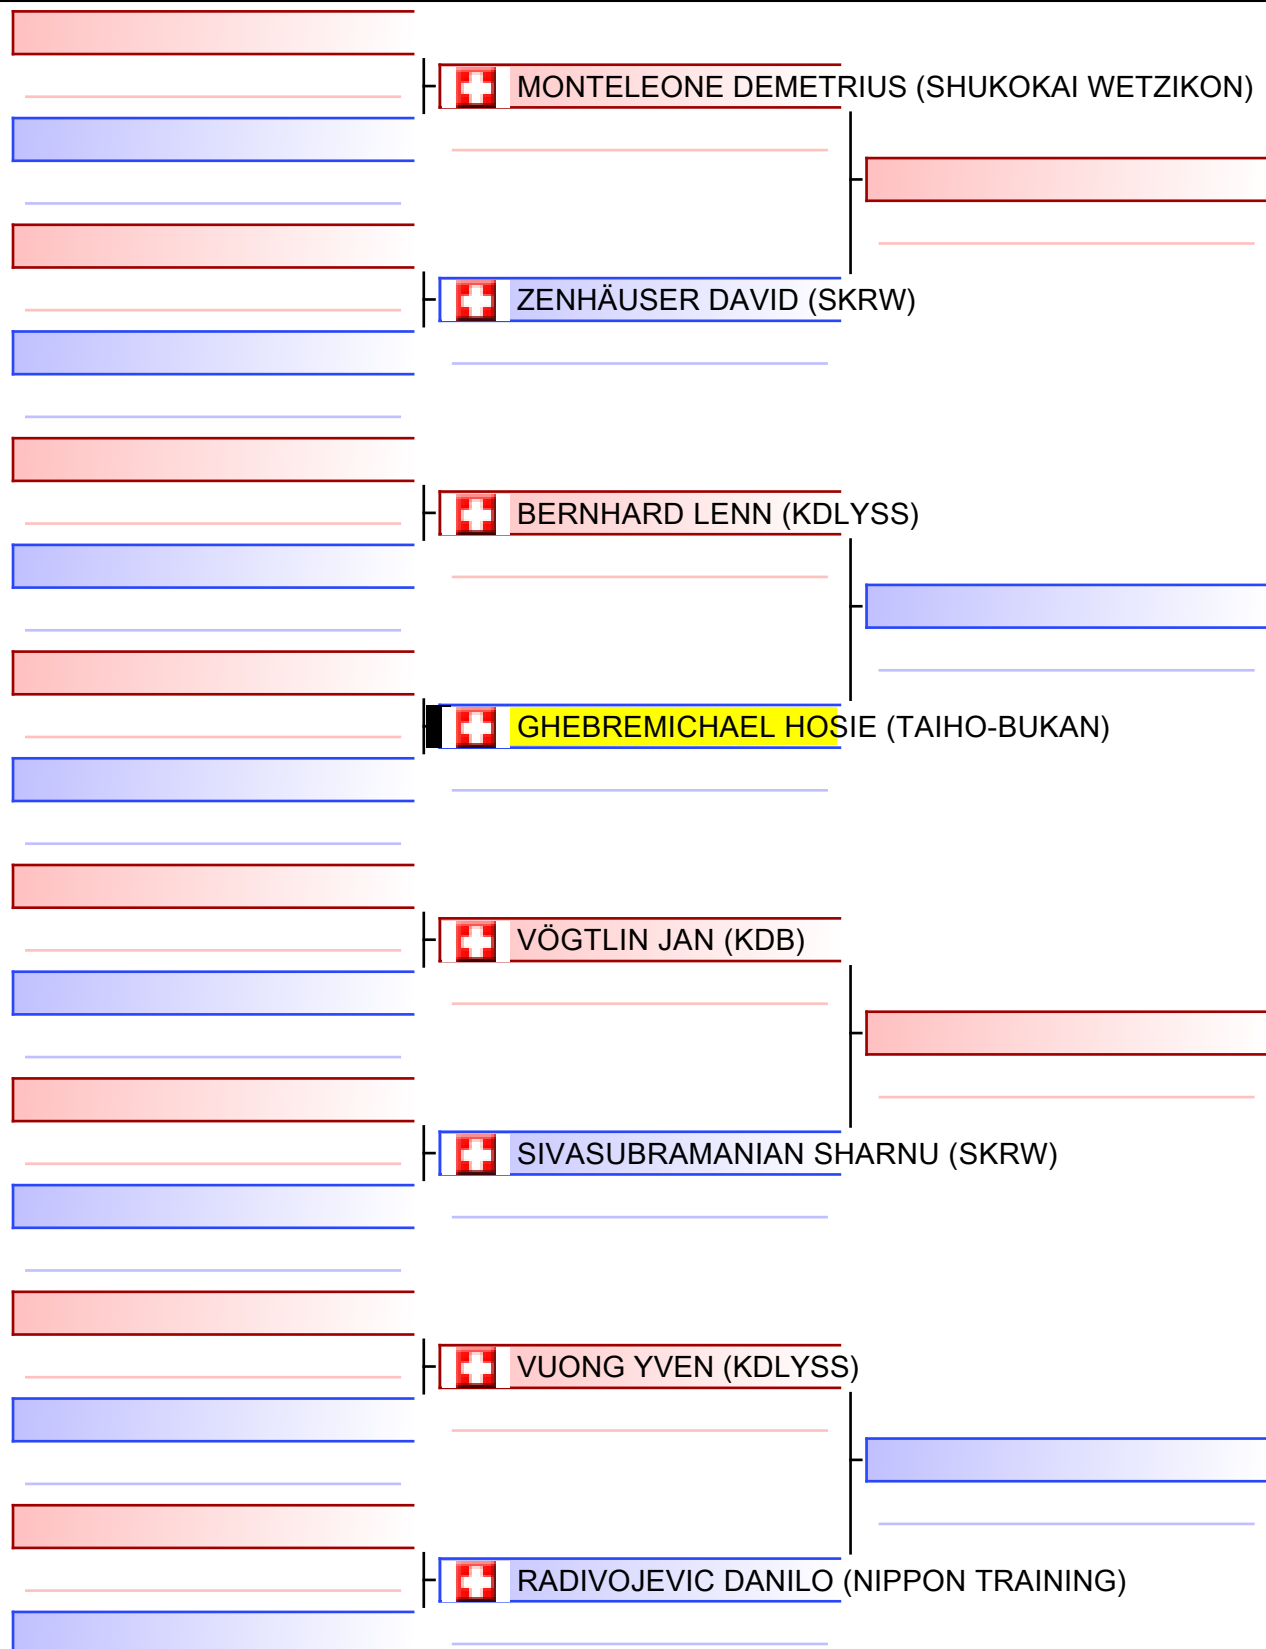 MONTELEONE DEMETRIUS (SHUKOKAI WETZIKON)
ZENHÄUSER DAVID (SKRW)
BERNHARD LENN (KDLYSS)
GHEBREMICHAEL HOSIE (TAIHO-BUKAN)
VÖGTLIN JAN (KDB)
SIVASUBRAMANIAN SHARNU (SKRW)
VUONG YVEN (KDLYSS)
RADIVOJEVIC DANILO (NIPPON TRAINING)